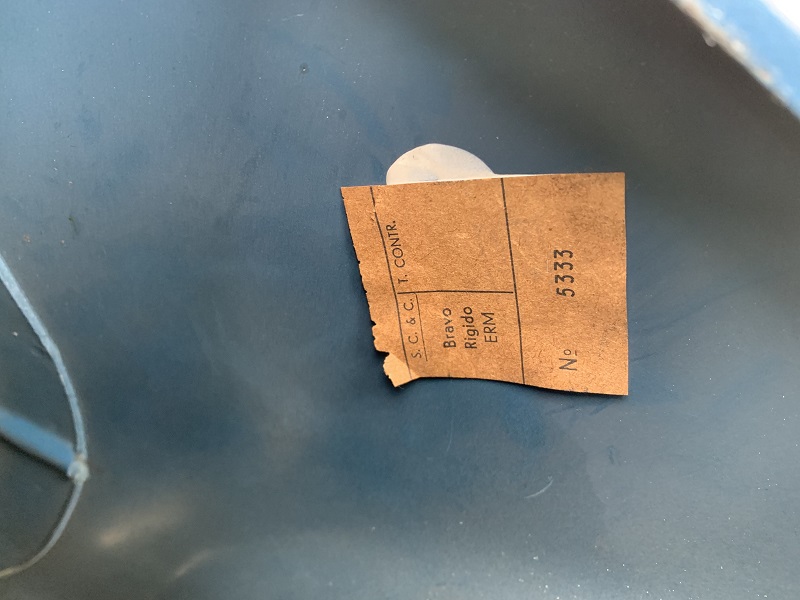 S. C. & C. T. CONTR.
Bravo
Rigido
ERM
Nº 5333